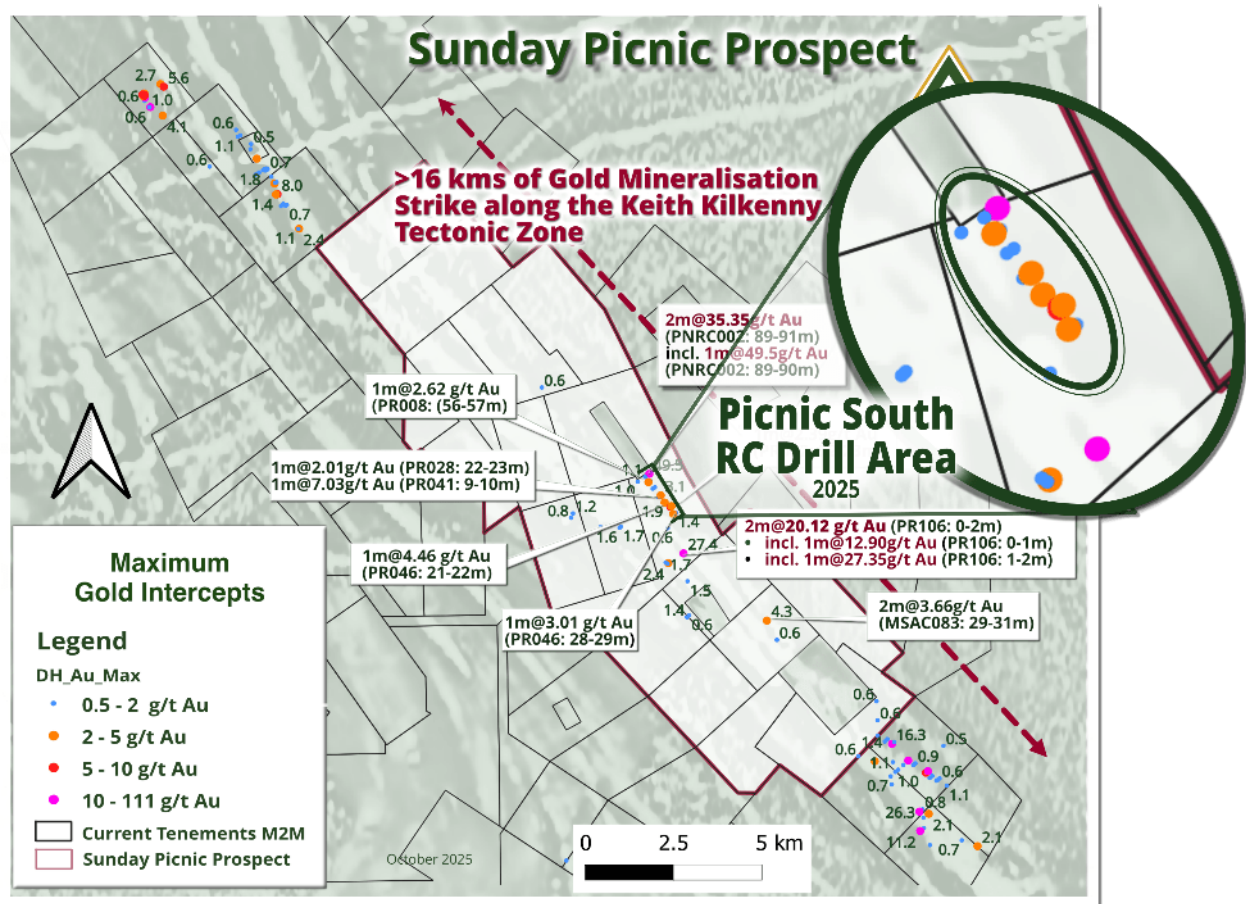 Sunday Picnic Prospect
>16 kms of Gold Mineralisation
Strike along the Keith Kilkenny
Tectonic Zone
2.7
5.6
0.6
1.0
0.6
4.1
0.6
1.1
0.5
0.6
0.7
1.8
8.0
1.4
0.7
1.1
2.4
2m@35.35g/t Au
(PNRC002: 89-91m)
incl. 1m@49.5g/t Au
(PNRC002: 89-90m)
1m@2.62 g/t Au
(PR008: (56-57m)
0.6
Picnic South
RC Drill Area
2025
1m@2.01g/t Au (PR028: 22-23m)
1m@7.03g/t Au (PR041: 9-10m)
1.1
49.5
1.0
3.1
0.8
1.2
1.9
1.4
1.6
1.7
0.6
27.4
1.7
2.4
1.5
1.4
0.6
2m@20.12 g/t Au (PR106: 0-2m)
• incl. 1m@12.90g/t Au (PR106: 0-1m)
• incl. 1m@27.35g/t Au (PR106: 1-2m)
1m@4.46 g/t Au
(PR046: 21-22m)
1m@3.01 g/t Au
(PR046: 28-29m)
4.3
0.6
2m@3.66g/t Au
(MSAC083: 29-31m)
0.6
0.6
1.4
16.3
0.5
0.6
1.1
0.9
0.6
0.7
1.0
1.1
0.8
26.3
2.1
11.2
0.7
2.1
Maximum
Gold Intercepts
Legend
DH_Au_Max
0.5 - 2 g/t Au
2 - 5 g/t Au
5 - 10 g/t Au
10 - 111 g/t Au
Current Tenements M2M
Sunday Picnic Prospect
October 2025
0 2.5 5 km